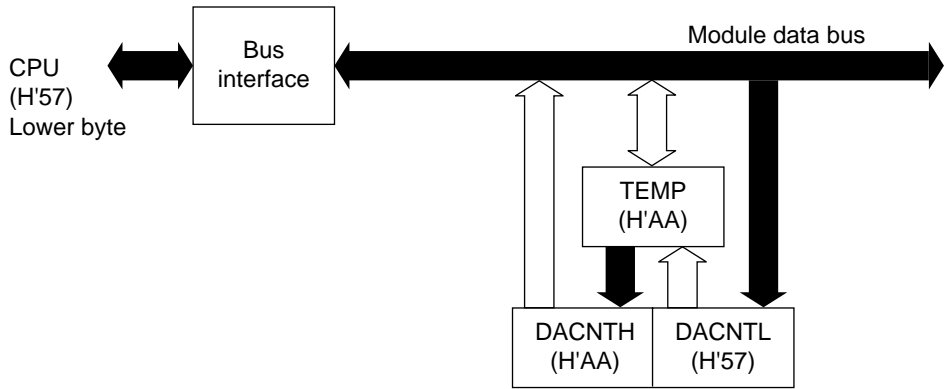 Bus
interface
Module data bus
CPU
(H'57)
Lower byte
TEMP
(H'AA)
DACNTH
(H'AA)
DACNTL
(H'57)